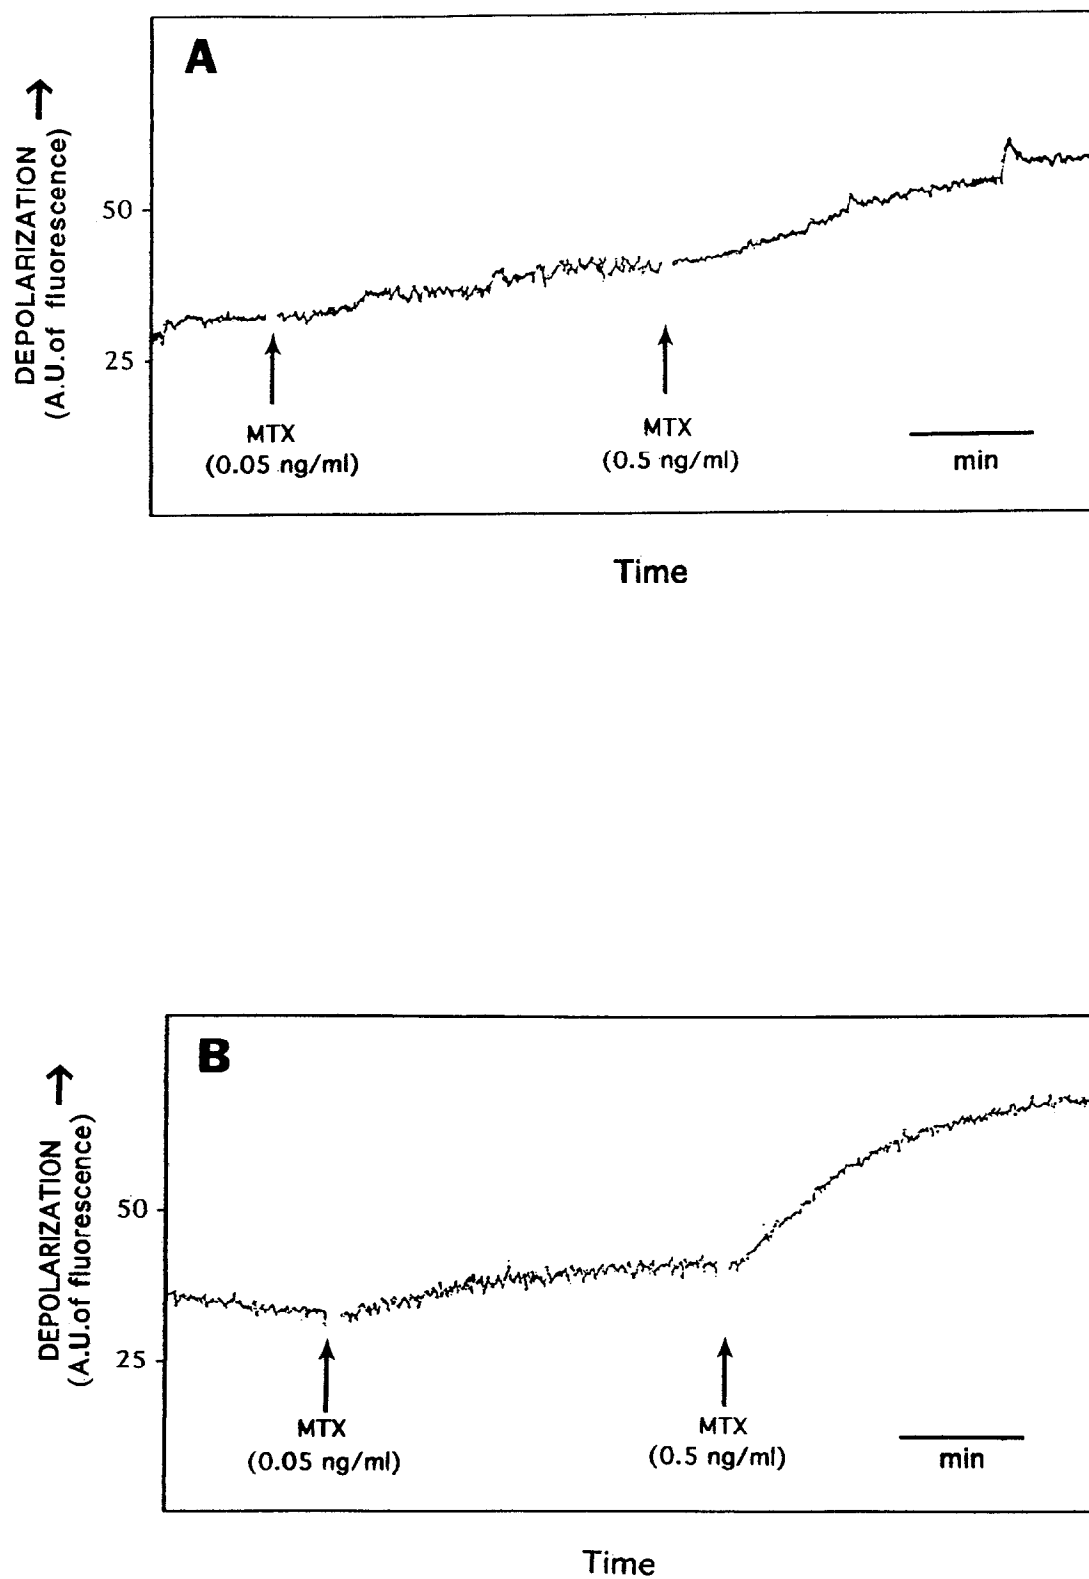 A
DEPOLARIZATION →
(A.U.of fluorescence)
50
25
MTX
(0.05 ng/ml)
MTX
(0.5 ng/ml)
min
Time
B
DEPOLARIZATION →
(A.U.of fluorescence)
50
25
MTX
(0.05 ng/ml)
MTX
(0.5 ng/ml)
min
Time